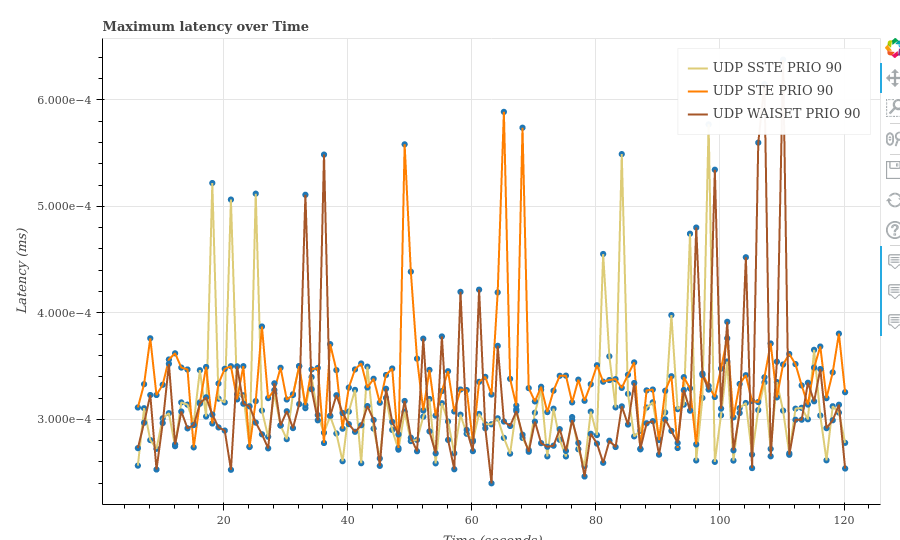 Maximum latency over Time
UDP SSTE PRIO 90
UDP STE PRIO 90
UDP WAISET PRIO 90
6.000e−4
5.000e−4
4.000e−4
3.000e−4
Latency (ms)
20 40 60 80 100 120
Time (seconds)